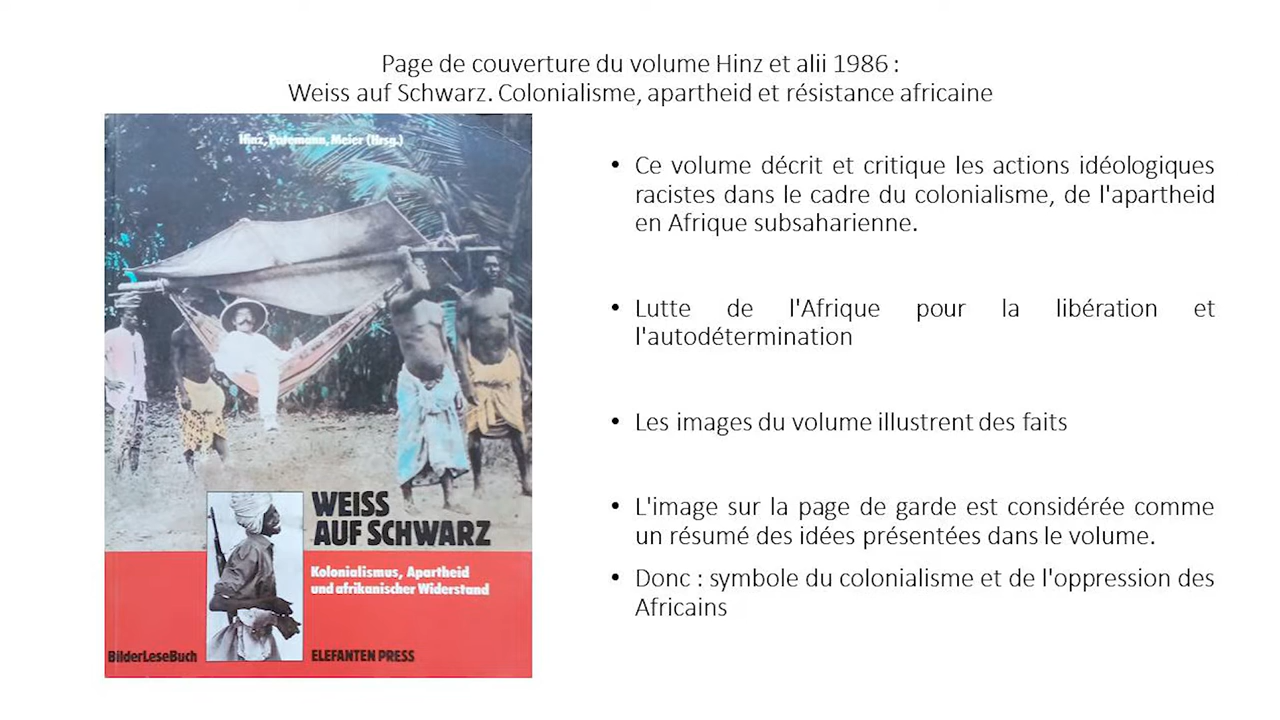 Page de couverture du volume Hinz et alii 1986 :
Weiss auf Schwarz. Colonialisme, apartheid et résistance africaine
Hinz, Patemann, Meier (Hrsg.)
WEISS
AUF SCHWARZ
Kolonialismus, Apartheid
und afrikanischer Widerstand
BilderLeseBuch
ELEFANTEN PRESS
• Ce volume décrit et critique les actions idéologiques
racistes dans le cadre du colonialisme, de l'apartheid
en Afrique subsaharienne.
• Lutte de l'Afrique pour la libération et
l'autodétermination
• Les images du volume illustrent des faits
• L'image sur la page de garde est considérée comme
un résumé des idées présentées dans le volume.
• Donc : symbole du colonialisme et de l'oppression des
Africains